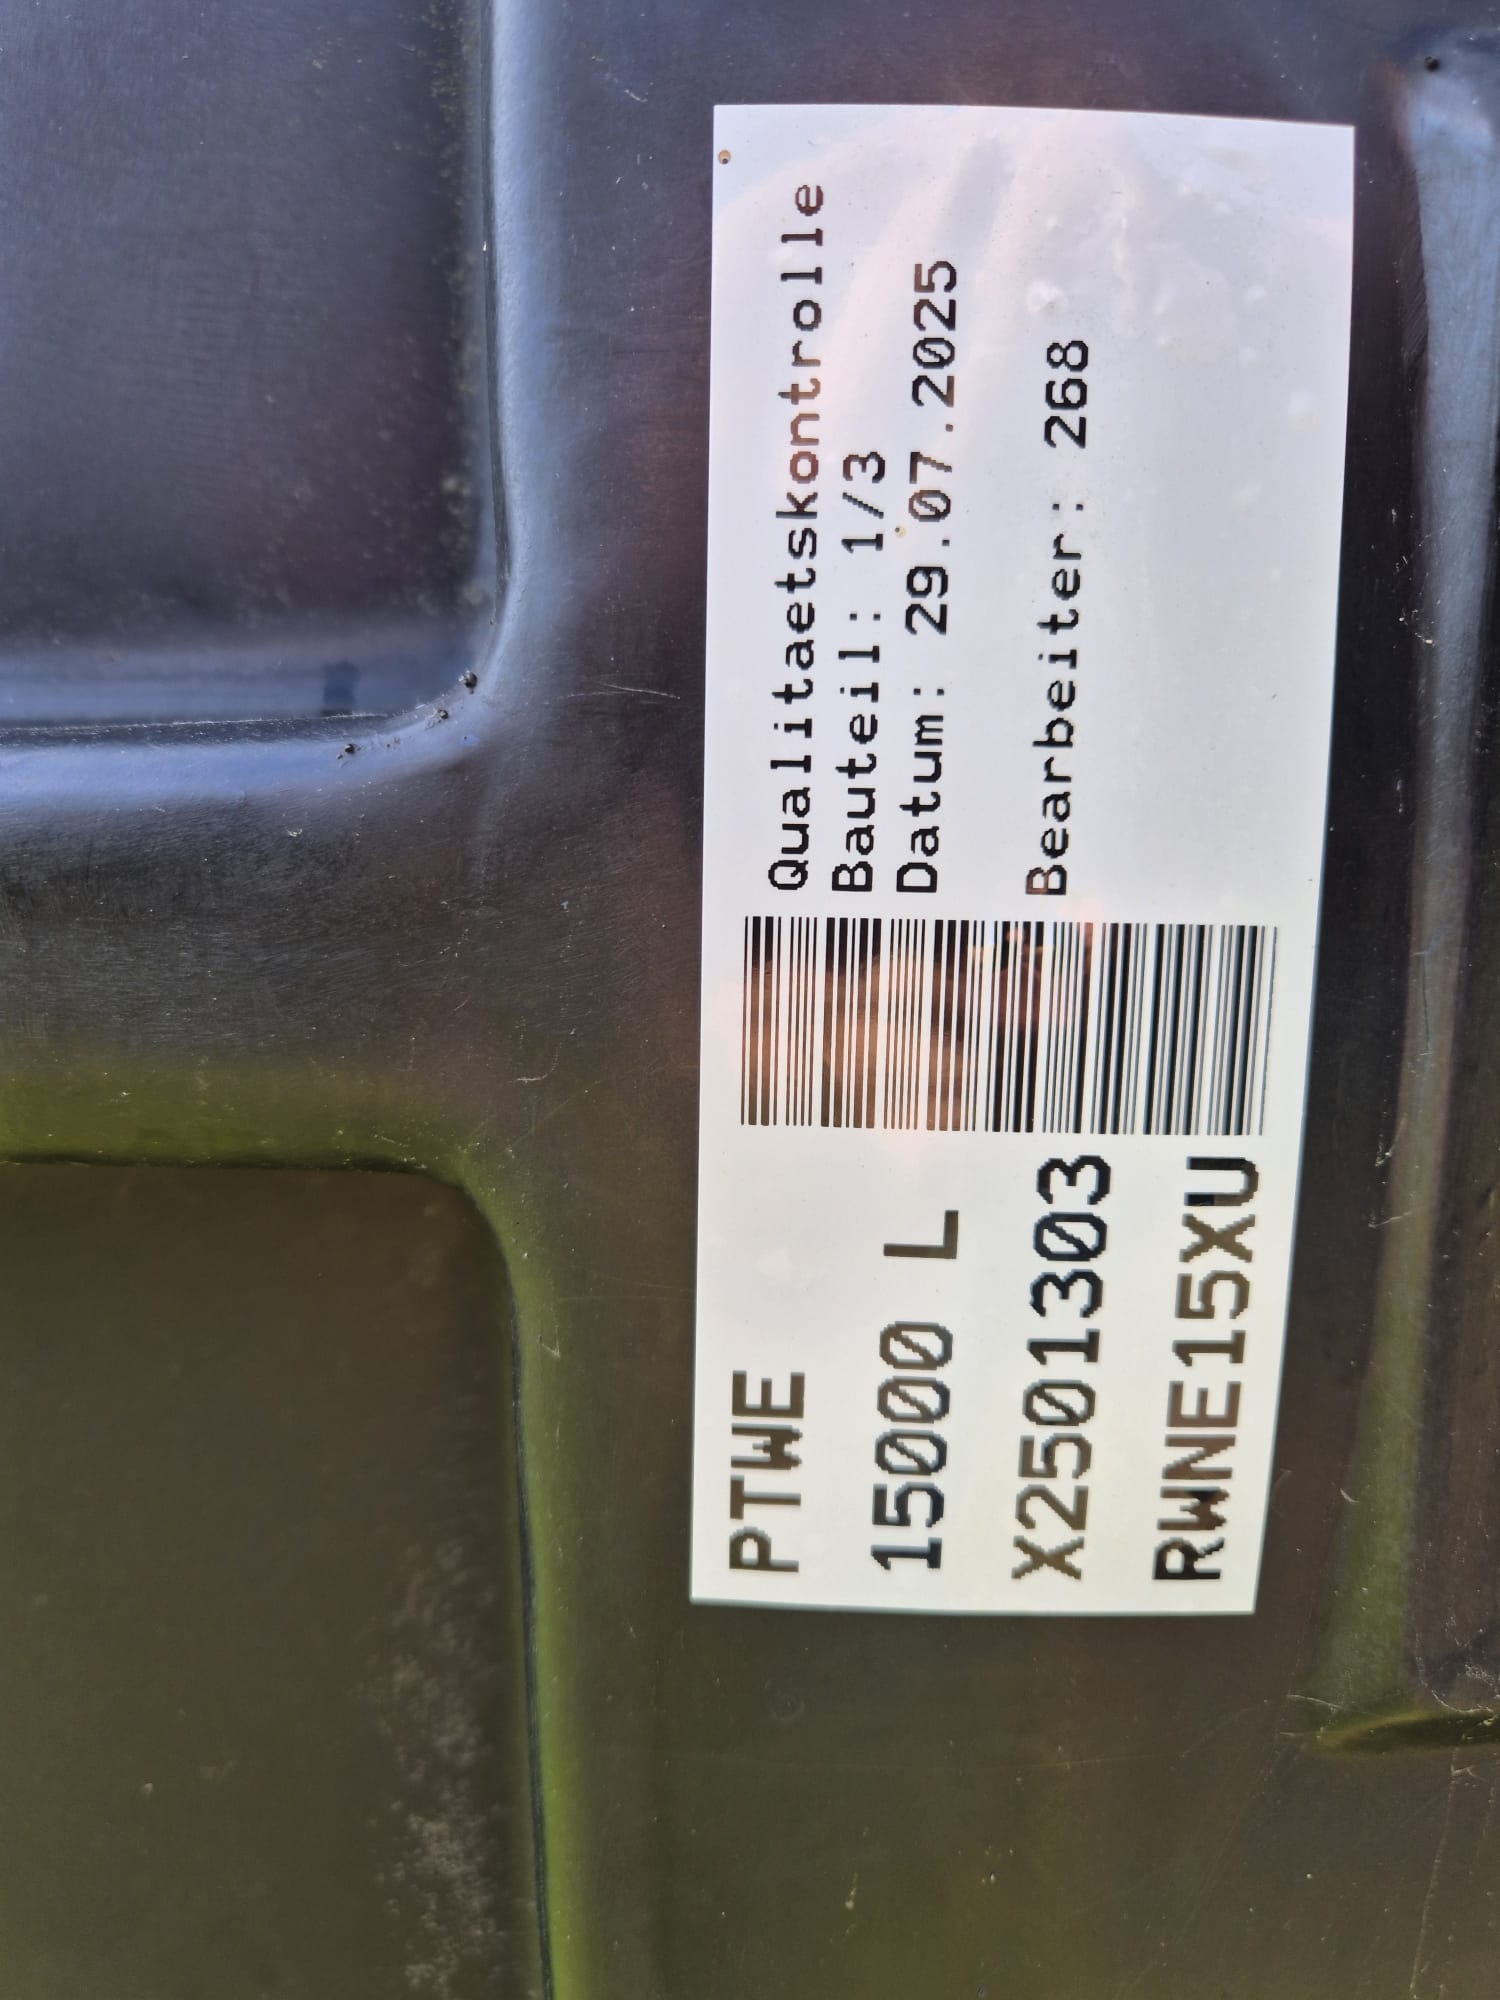 PTWE
15000 L
X2501303
RWNE15XU
Qualitaetskontrolle
Bauteil: 1/3
Datum: 29.07.2025
Bearbeiter: 268